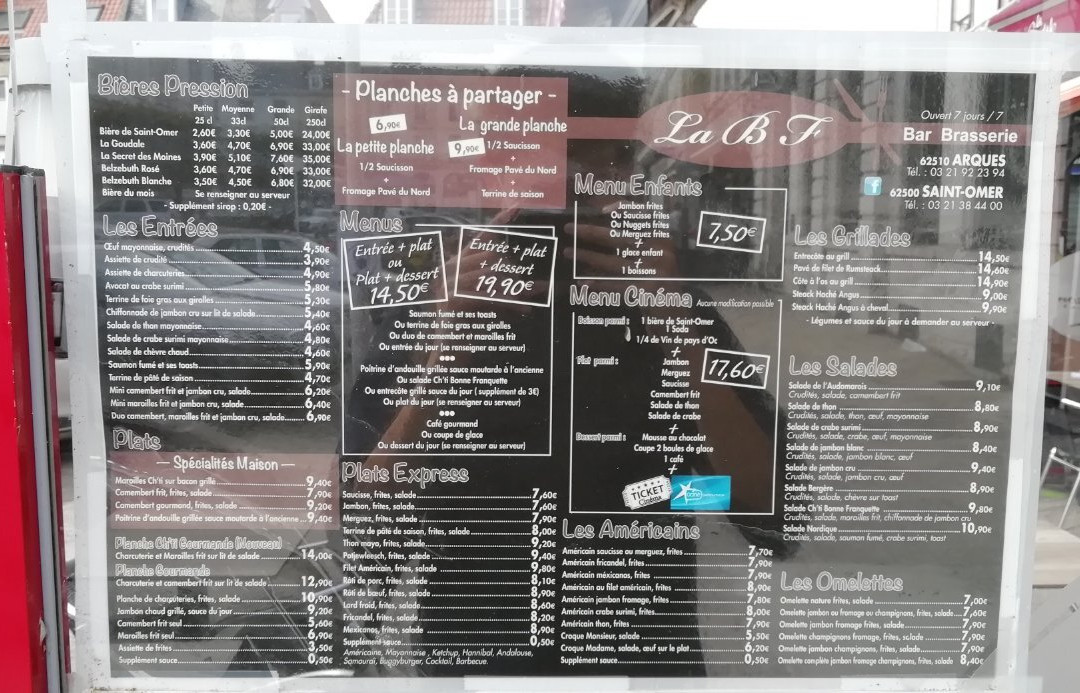 Bières Pression
Petite Moyenne Grande Girafe
25 cl 33cl 50cl 250cl
Bière de Saint-Omer 2,60€ 3,30€ 5,00€ 24,00€
La Goudale 3,60€ 4,70€ 6,90€ 33,00€
La Secret des Moines 3,90€ 5,10€ 7,60€ 35,00€
Belzebuth Rosé 3,60€ 4,70€ 6,90€ 33,00€
Belzebuth Blanche 3,50€ 4,50€ 6,80€ 32,00€
Bière du mois Se renseigner au serveur
- Supplément sirop : 0,20€ -
Les Entrées
Œuf mayonnaise, crudités 4,50€
Assiette de crudité 3,90€
Assiette de charcuteries 4,90€
Avocat au crabe surimi 5,80€
Terrine de foie gras aux girolles 5,30€
Chiffonnade de jambon cru sur lit de salade 5,40€
Salade de thon mayonnaise 4,60€
Salade de crabe surimi mayonnaise 4,80€
Salade de chèvre chaud 4,60€
Saumon fumé et ses toasts 5,90€
Terrine de pâté de saison 4,70€
Mini camembert frit et jambon cru, salade 6,20€
Mini maroilles frit et jambon cru, salade 6,40€
Duo camembert, maroilles frit et jambon cru, salade 6,90€
Plats
— Spécialités Maison —
Maroilles Ch'ti sur bacon grillé 9,40€
Camembert frit, frites, salade 7,90€
Camembert gourmand, frites, salade 9,20€
Poitrine d'andouille grillée sauce moutarde à l'ancienne 9,40€
Planche Ch'ti Gourmande (Nouveau)
Charcuterie et Maroilles frit sur lit de salade 14,00€
Planche Gourmande
Charcuterie et camembert frit sur lit de salade 12,90€
Planche de charcuteries, frites, salade 10,90€
Jambon chaud grillé, sauce du jour 9,20€
Camembert frit seul 5,60€
Maroilles frit seul 6,90€
Assiette de frites 3,50€
Supplément sauce 0,50€
- Planches à partager -
6,90€ La grande planche
La petite planche 9,90€ 1/2 Saucisson
1/2 Saucisson +
+ Fromage Pavé du Nord
Fromage Pavé du Nord +
Terrine de saison
Menus
Entrée + plat
ou
Plat + dessert
14,50€
Entrée + plat
+ dessert
19,90€
Saumon fumé et ses toasts
Ou terrine de foie gras aux girolles
Ou duo de camembert et maroilles frit
Ou entrée du jour (se renseigner au serveur)
Poitrine d'andouille grillée sauce moutarde à l'ancienne
Ou salade Ch'ti Bonne Franquette
Ou entrecôte grillé sauce du jour ( supplément de 3€)
Ou plat du jour (se renseigner au serveur)
Café gourmand
Ou coupe de glace
Ou dessert du jour (se renseigner au serveur)
Plats Express
Saucisse, frites, salade 7,60€
Jambon, frites, salade 7,60€
Merguez, frites, salade 7,90€
Terrine de pâté de saison, frites, salade 8,00€
Thon mayo, frites, salade 9,20€
Potjevleesch, frites, salade 9,40€
Filet Américain, frites, salade 9,80€
Rôti de porc, frites, salade 8,10€
Rôti de bœuf, frites, salade 8,90€
Lard froid, frites, salade 8,60€
Fricandel, frites, salade 8,20€
Mexicanos, frites, salade 8,90€
Supplément sauce 0,50€
Américaine, Mayonnaise, Ketchup, Hannibal, Andalouse,
Samouraï, Buggyburger, Cocktail, Barbecue.
La B F
Ouvert 7 jours / 7
Bar Brasserie
62510 ARQUES
Tél. : 03 21 92 23 94
f 62500 SAINT-OMER
Tél. : 03 21 38 44 00
Menu Enfants
Jambon frites
Ou Saucisse frites
Ou Nuggets frites
Ou Merguez frites
+
1 glace enfant
+
1 boissons
7,50€
Menu Cinéma Aucune modification possible
Boisson parmi : 1 bière de Saint-Omer
1 Soda
1/4 de Vin de pays d'Oc
+
Plat parmi : Jambon
Merguez
Saucisse
Camembert frit
Salade de thon
Salade de crabe
17,60€
+
Dessert parmi : Mousse au chocolat
Coupe 2 boules de glace
1 café
+
TICKET
Cinéma
Les Américains
Américain saucisse ou merguez, frites 7,70€
Américain fricandel, frites 7,90€
Américain méxicanos, frites 7,90€
Américain au filet américain, frites 8,90€
Américain jambon fromage, frites 7,80€
Américain crabe surimi, frites 8,00€
Américain thon, frites 7,90€
Croque Monsieur, salade 5,50€
Croque Madame, salade, œuf sur le plat 6,20€
Supplément sauce 0,50€
Les Grillades
Entrecôte au grill 14,50€
Pavé de filet de Rumsteack 14,60€
Côte à l'os au grill 14,90€
Steack Haché Angus 9,00€
Steack Haché Angus à cheval 9,90€
- Légumes et sauce du jour à demander au serveur -
Les Salades
Salade de l'Audomarois 9,10€
Crudités, salade, camembert frit
Salade de thon 8,80€
Crudités, salade, thon, œuf, mayonnaise
Salade de crabe surimi 8,90€
Crudités, salade, crabe, œuf, mayonnaise
Salade de jambon blanc 8,40€
Crudités, salade, jambon blanc, œuf
Salade de jambon cru 9,40€
Crudités, salade, jambon cru, œuf
Salade Bergère 8,90€
Crudités, salade, chèvre sur toast
Salade Ch'ti Bonne Franquette 9,80€
Crudités, salade, maroilles frit, chiffonnade de jambon cru
Salade Nordique 10,90€
Crudités, salade, saumon fumé, crabe surimi, toast
Les Omelettes
Omelette nature frites, salade 7,00€
Omelette jambon ou fromage ou champignons, frites, salade 7,60€
Omelette jambon fromage frites, salade 7,90€
Omelette champignons fromage, frites, salade 7,90€
Omelette jambon champignons, frites, salade 7,90€
Omelette complète jambon fromage champignons, frites, salade 8,40€